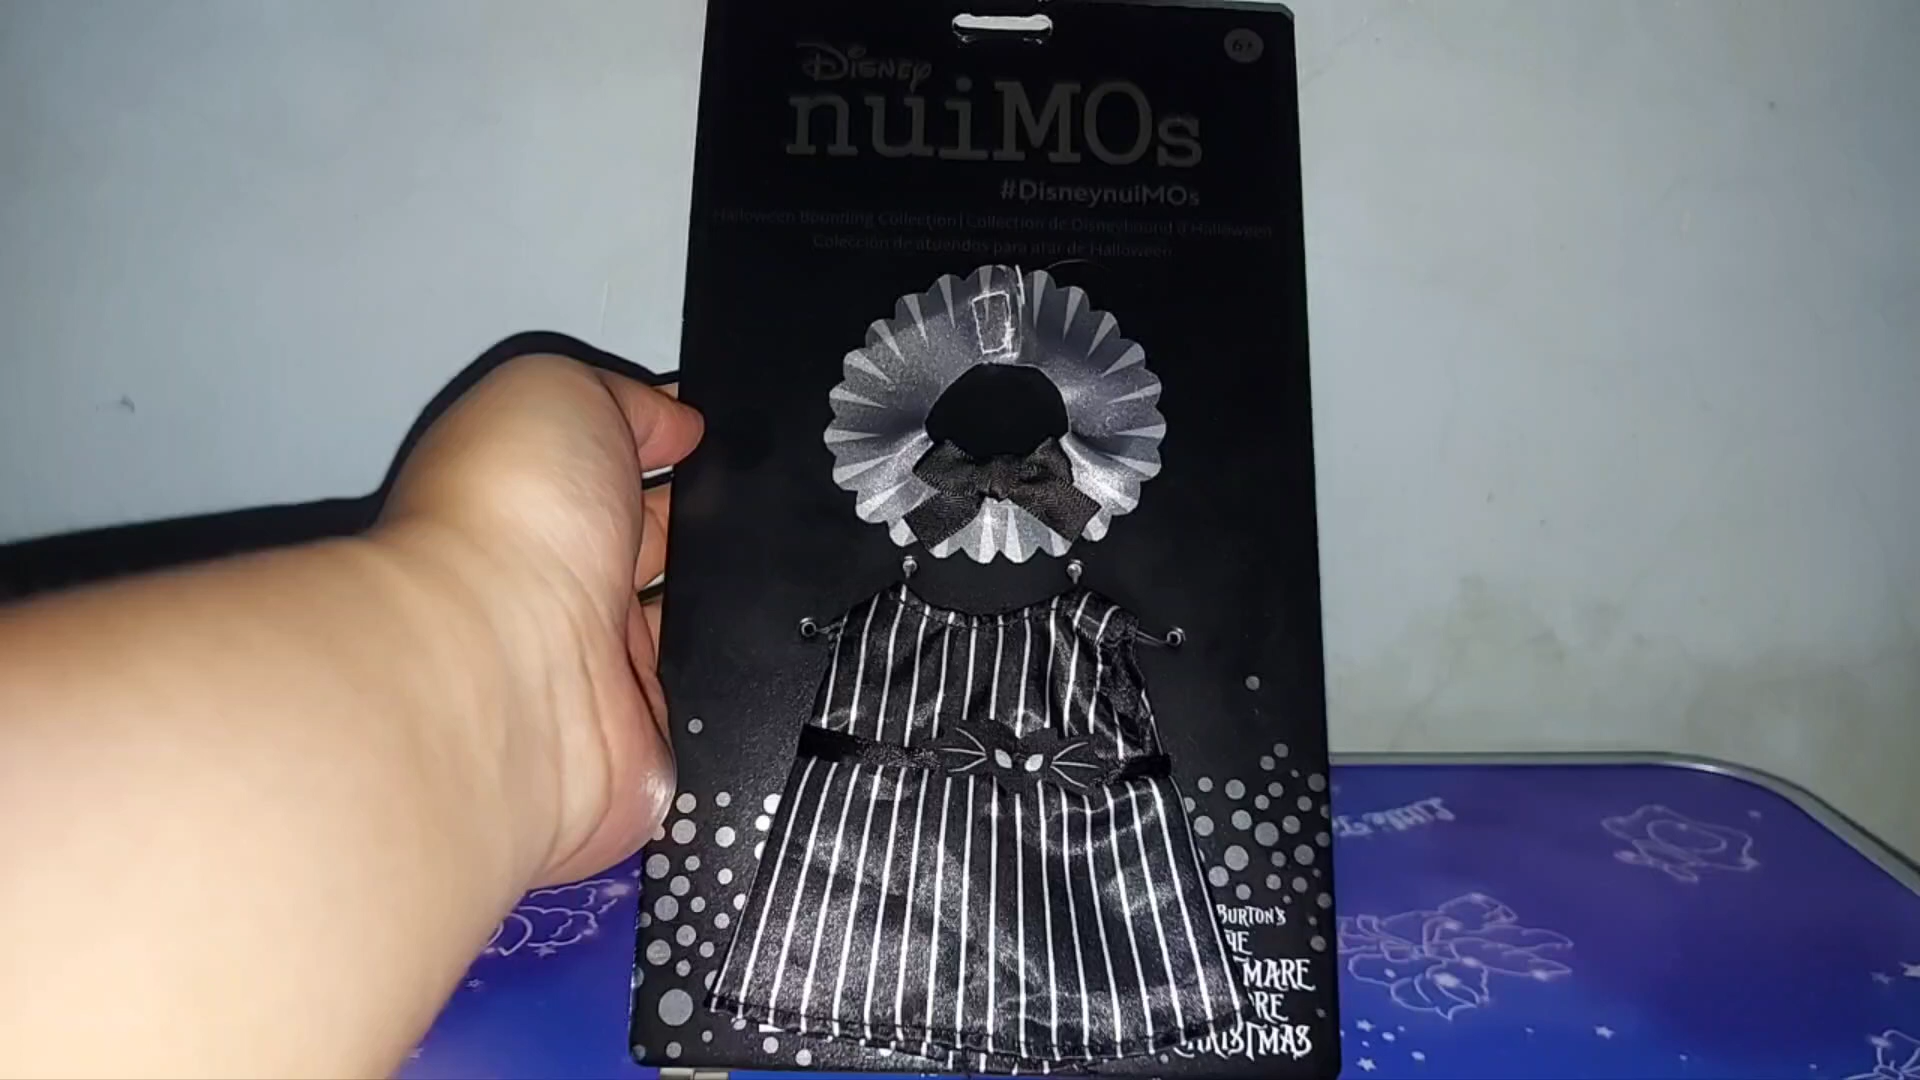 6+
Disney
nuiMOs
#DisneynuiMOs
Halloween Bounding Collection | Collection de Disneybound d'Halloween
Colección de atuendos para atar de Halloween
BURTON'S
MARE